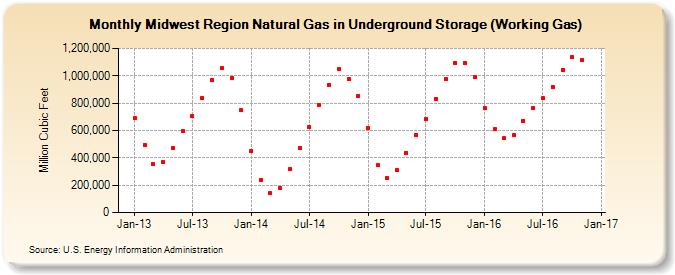 Monthly Midwest Region Natural Gas in Underground Storage (Working Gas)
Million Cubic Feet
1,200,000
1,000,000
800,000
600,000
400,000
200,000
0
Jan-13 Jul-13 Jan-14 Jul-14 Jan-15 Jul-15 Jan-16 Jul-16 Jan-17
Source: U.S. Energy Information Administration